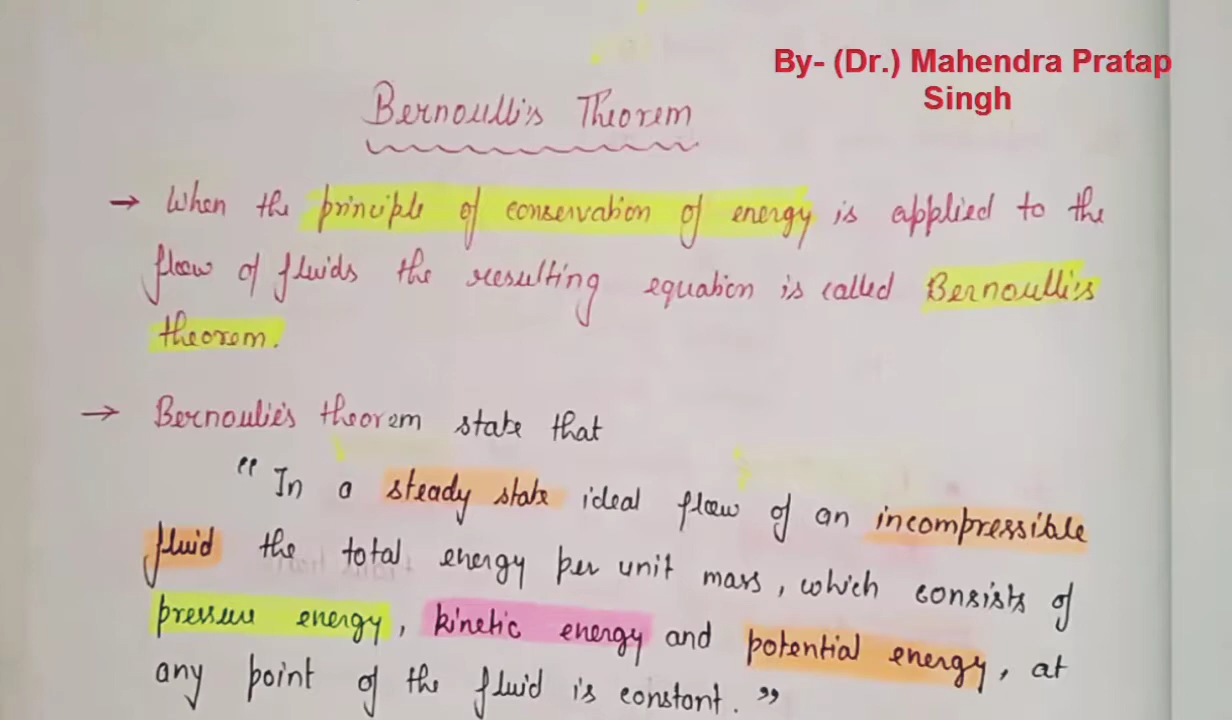 By- (Dr.) Mahendra Pratap
Singh
Bernoulli's Theorem
→ When the principle of conservation of energy is applied to the
flow of fluids the resulting equation is called Bernoulli's
theorem.
→ Bernoulie's theorem state that
"In a steady state ideal flow of an incompressible
fluid the total energy per unit mass, which consists of
pressure energy, kinetic energy and potential energy, at
any point of the fluid is constant."